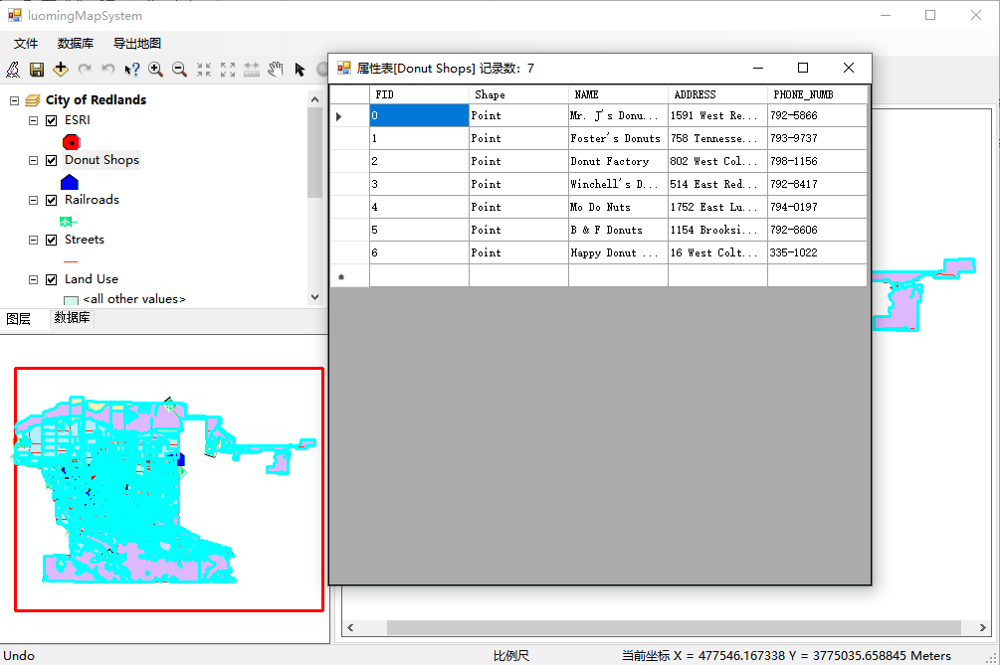 luomingMapSystem
文件 数据库 导出地图
City of Redlands
ESRI
Donut Shops
Railroads
Streets
Land Use
<all other values>
图层 数据库
属性表[Donut Shops] 记录数：7
FID Shape NAME ADDRESS PHONE_NUMB
0 Point Mr. J's Donu... 1591 West Re... 792-5866
1 Point Foster's Donuts 758 Tennesse... 793-9737
2 Point Donut Factory 802 West Col... 798-1156
3 Point Winchell's D... 514 East Red... 792-8417
4 Point Mo Do Nuts 1752 East Lu... 794-0197
5 Point B & F Donuts 1154 Brooksi... 792-8606
6 Point Happy Donut ... 16 West Colt... 335-1022
Undo 比例尺 当前坐标 X = 477546.167338 Y = 3775035.658845 Meters